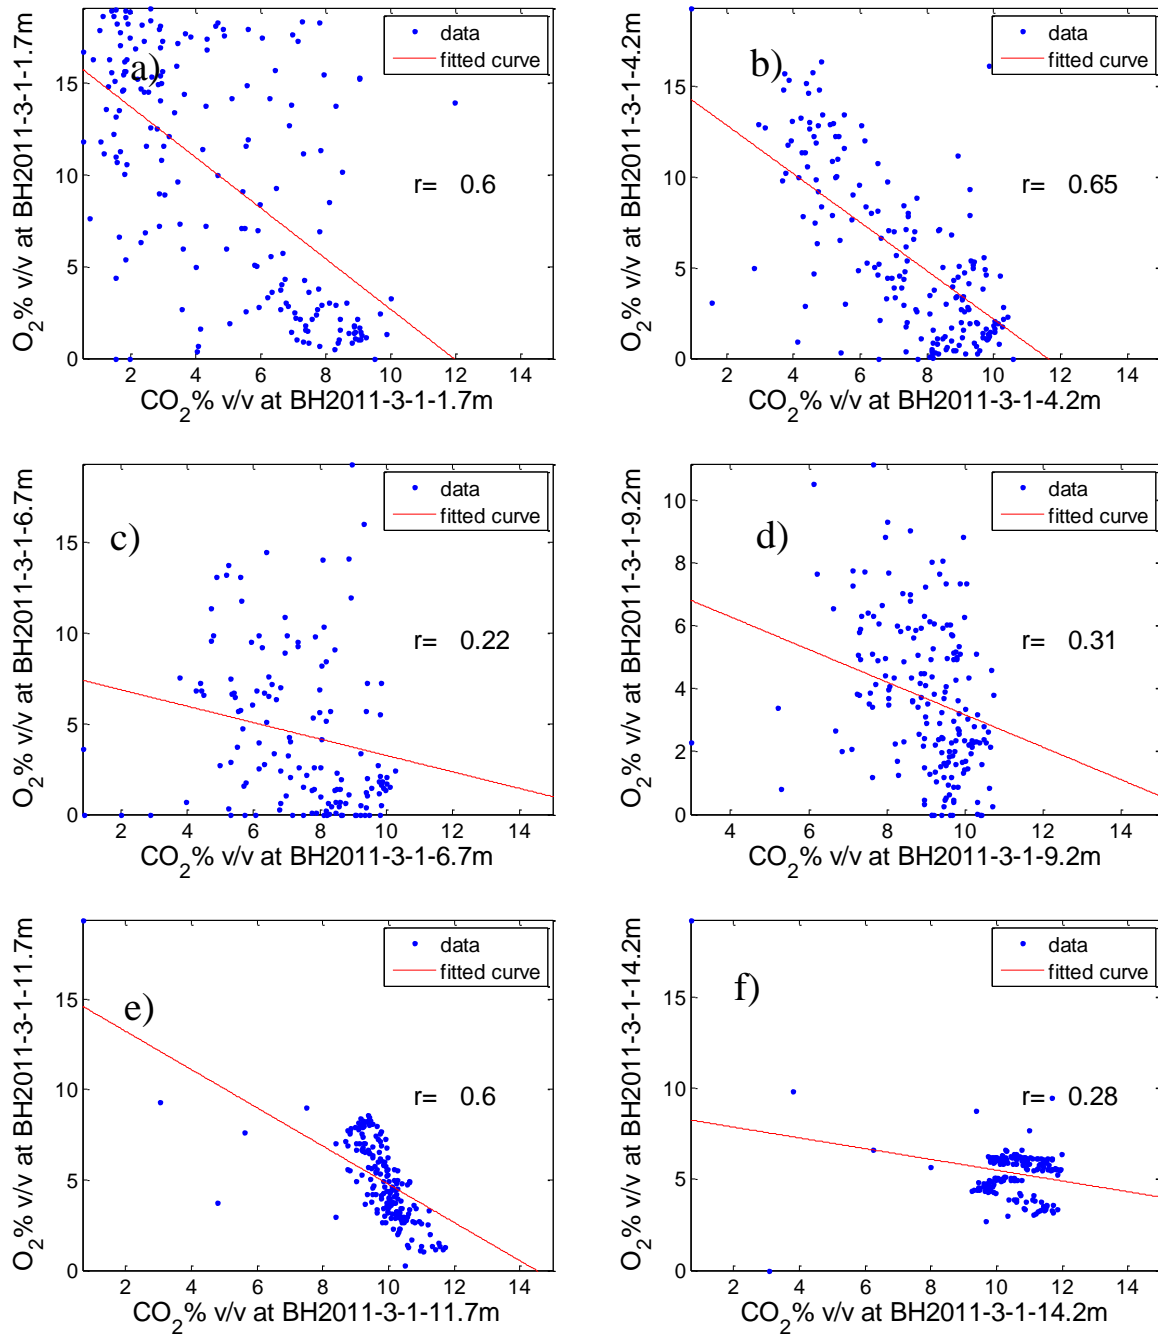 a)
data
fitted curve
r= 0.6
15
10
5
0
2 4 6 8 10 12 14
O2% v/v at BH2011-3-1-1.7m
CO2% v/v at BH2011-3-1-1.7m
b)
data
fitted curve
r= 0.65
15
10
5
0
2 4 6 8 10 12 14
O2% v/v at BH2011-3-1-4.2m
CO2% v/v at BH2011-3-1-4.2m
c)
data
fitted curve
r= 0.22
15
10
5
0
2 4 6 8 10 12 14
O2% v/v at BH2011-3-1-6.7m
CO2% v/v at BH2011-3-1-6.7m
d)
data
fitted curve
r= 0.31
10
8
6
4
2
0
4 6 8 10 12 14
O2% v/v at BH2011-3-1-9.2m
CO2% v/v at BH2011-3-1-9.2m
e)
data
fitted curve
r= 0.6
15
10
5
0
2 4 6 8 10 12 14
O2% v/v at BH2011-3-1-11.7m
CO2% v/v at BH2011-3-1-11.7m
f)
data
fitted curve
r= 0.28
15
10
5
0
2 4 6 8 10 12 14
O2% v/v at BH2011-3-1-14.2m
CO2% v/v at BH2011-3-1-14.2m